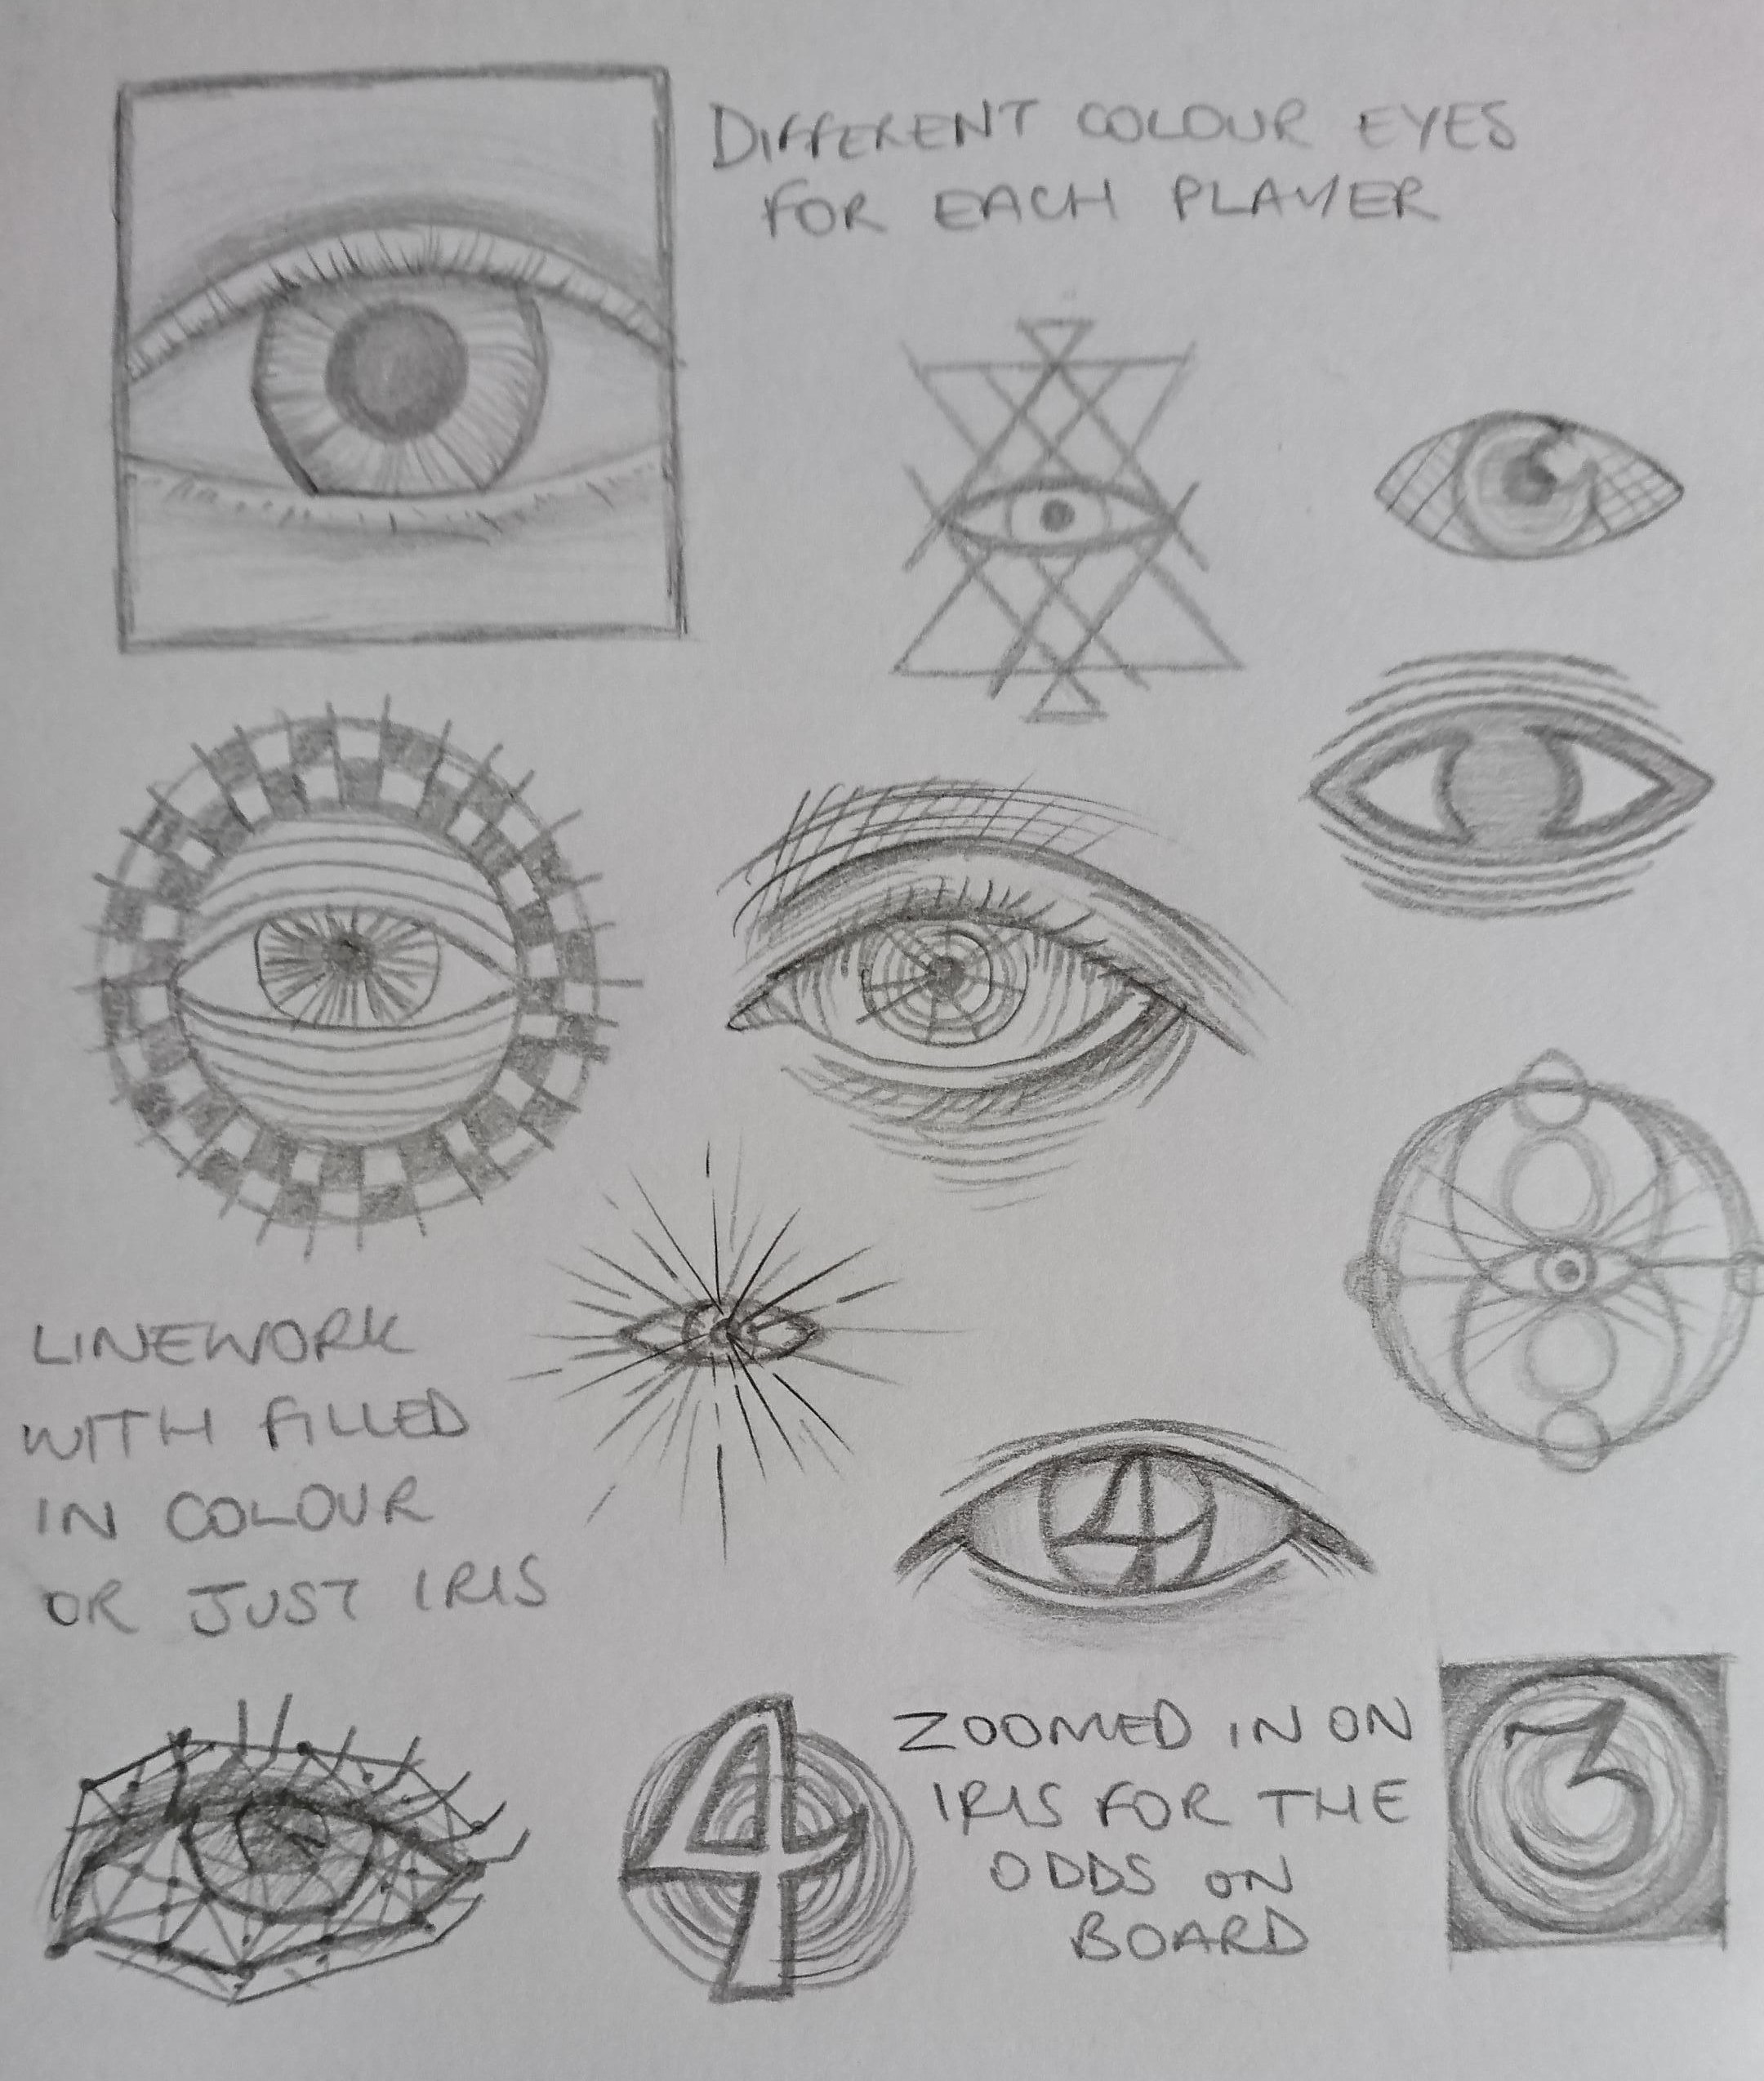 DIFFERENT COLOUR EYES
FOR EACH PLAYER
LINEWORK
WITH FILLED
IN COLOUR
OR JUST IRIS
4
4
ZOOMED IN ON
IRIS FOR THE
ODDS ON
BOARD
3